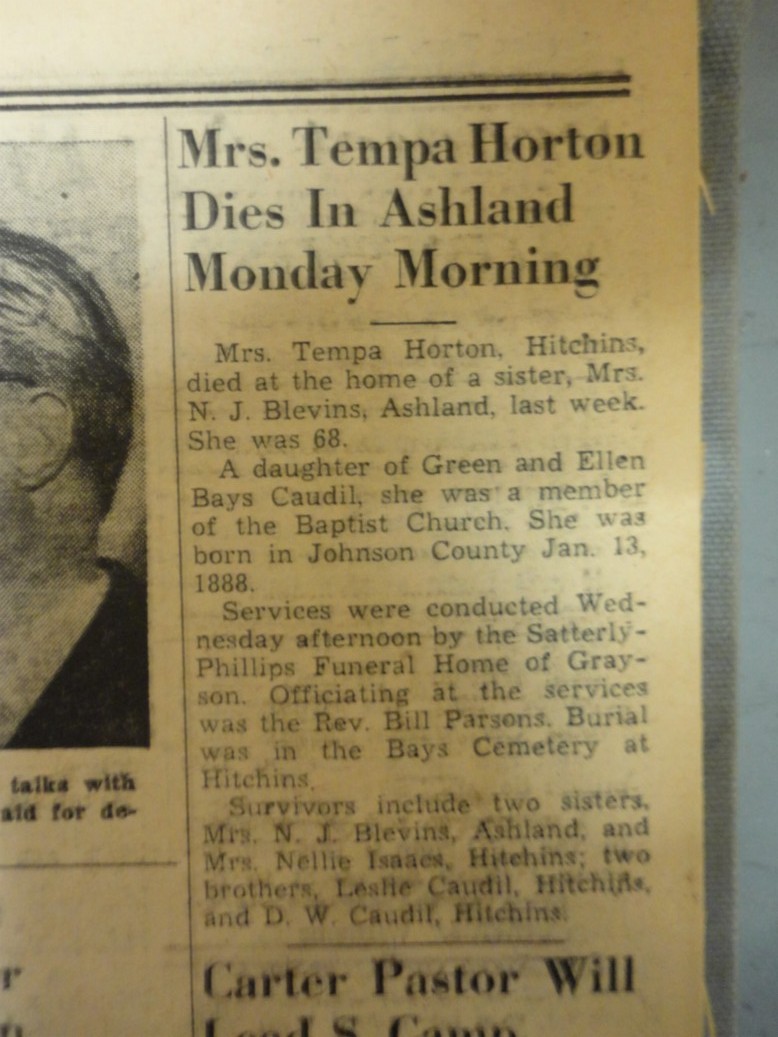 Mrs. Tempa Horton
Dies In Ashland
Monday Morning
Mrs. Tempa Horton, Hitchins,
died at the home of a sister, Mrs.
N. J. Blevins, Ashland, last week.
She was 68.
A daughter of Green and Ellen
Bays Caudil, she was a member
of the Baptist Church. She was
born in Johnson County Jan. 13,
1888.
Services were conducted Wed-
nesday afternoon by the Satterly-
Phillips Funeral Home of Gray-
son. Officiating at the services
was the Rev. Bill Parsons. Burial
was in the Bays Cemetery at
Hitchins.
Survivors include two sisters,
Mrs. N. J. Blevins, Ashland, and
Mrs. Nellie Isaacs, Hitchins; two
brothers, Leslie Caudil, Hitchins,
and D. W. Caudil, Hitchins.
Carter Pastor Will
Lead S. Camp
talks with
aid for de-